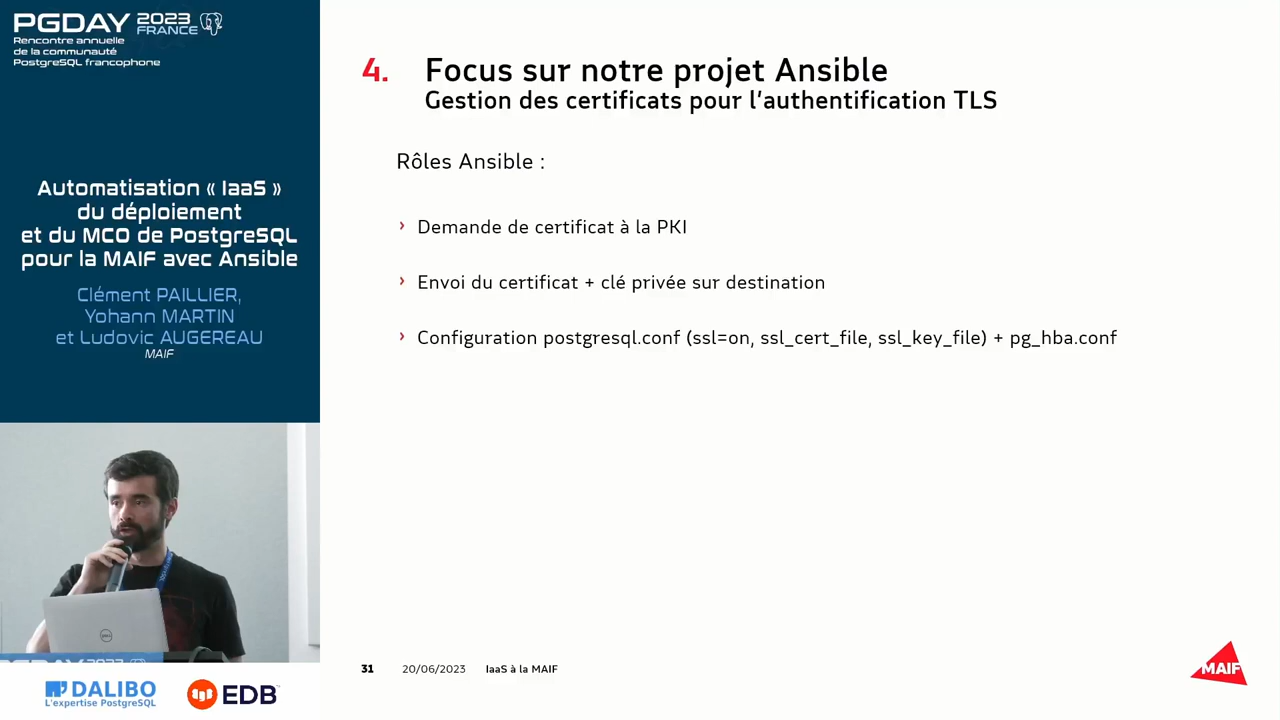 PGDAY 2023 FRANCE
Rencontre annuelle
de la communauté
PostgreSQL francophone
Automatisation « IaaS »
du déploiement
et du MCO de PostgreSQL
pour la MAIF avec Ansible
Clément PAILLIER,
Yohann MARTIN
et Ludovic AUGEREAU
MAIF
4. Focus sur notre projet Ansible
Gestion des certificats pour l’authentification TLS
Rôles Ansible :
› Demande de certificat à la PKI
› Envoi du certificat + clé privée sur destination
› Configuration postgresql.conf (ssl=on, ssl_cert_file, ssl_key_file) + pg_hba.conf
31 20/06/2023 IaaS à la MAIF
MAIF
DELL
PGDAY 2023
DALIBO
L'expertise PostgreSQL
EDB